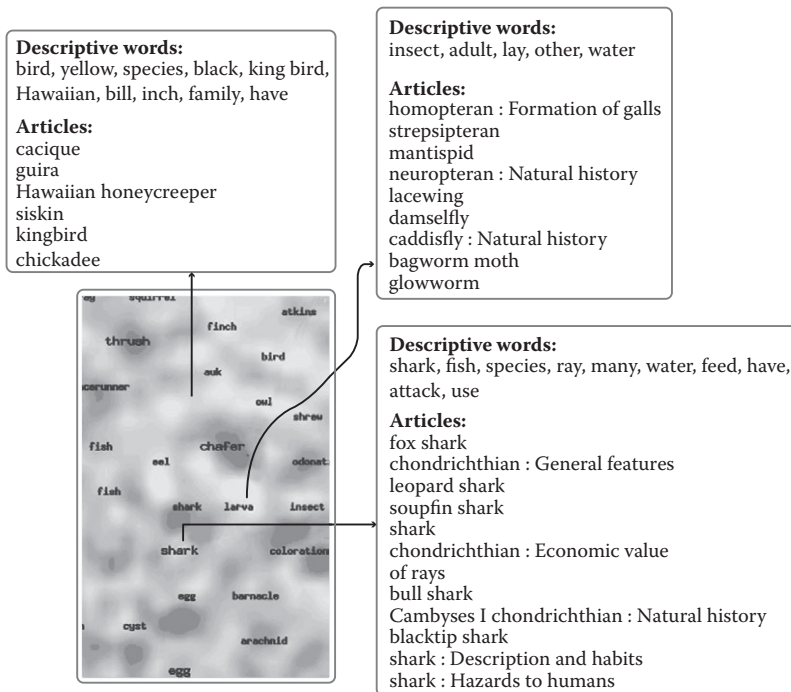 Descriptive words:
bird, yellow, species, black, king bird,
Hawaiian, bill, inch, family, have
Articles:
cacique
guira
Hawaiian honeycreeper
siskin
kingbird
chickadee
Descriptive words:
insect, adult, lay, other, water
Articles:
homopteran : Formation of galls
strepsipteran
mantispid
neuropteran : Natural history
lacewing
damselfly
caddisfly : Natural history
bagworm moth
glowworm
squirrel
atkins
finch
thrush
bird
auk
owl
shrew
fish
chafer
eel
odonat
fish
shark larva insect
shark
coloration
egg barnacle
cyst
arachnid
egg
Descriptive words:
shark, fish, species, ray, many, water, feed, have,
attack, use
Articles:
fox shark
chondrichthian : General features
leopard shark
soupfin shark
shark
chondrichthian : Economic value
of rays
bull shark
Cambyses I chondrichthian : Natural history
blacktip shark
shark : Description and habits
shark : Hazards to humans